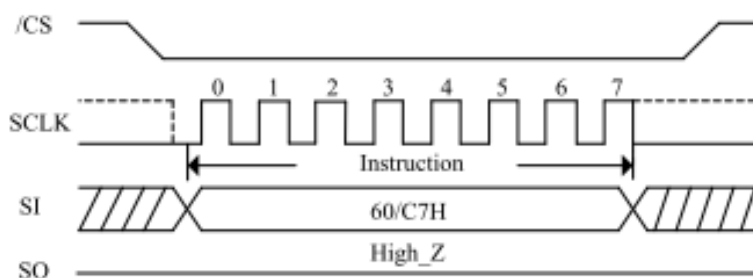 /CS
0 1 2 3 4 5 6 7
SCLK
Instruction
SI
60/C7H
High_Z
SO